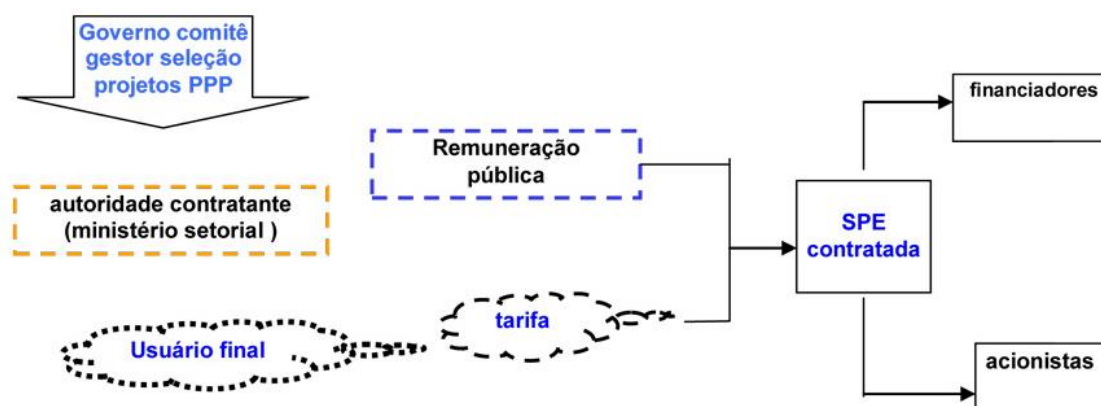 Governo comitê
gestor seleção
projetos PPP
financiadores
Remuneração
pública
autoridade contratante
(ministério setorial )
SPE
contratada
tarifa
Usuário final
acionistas